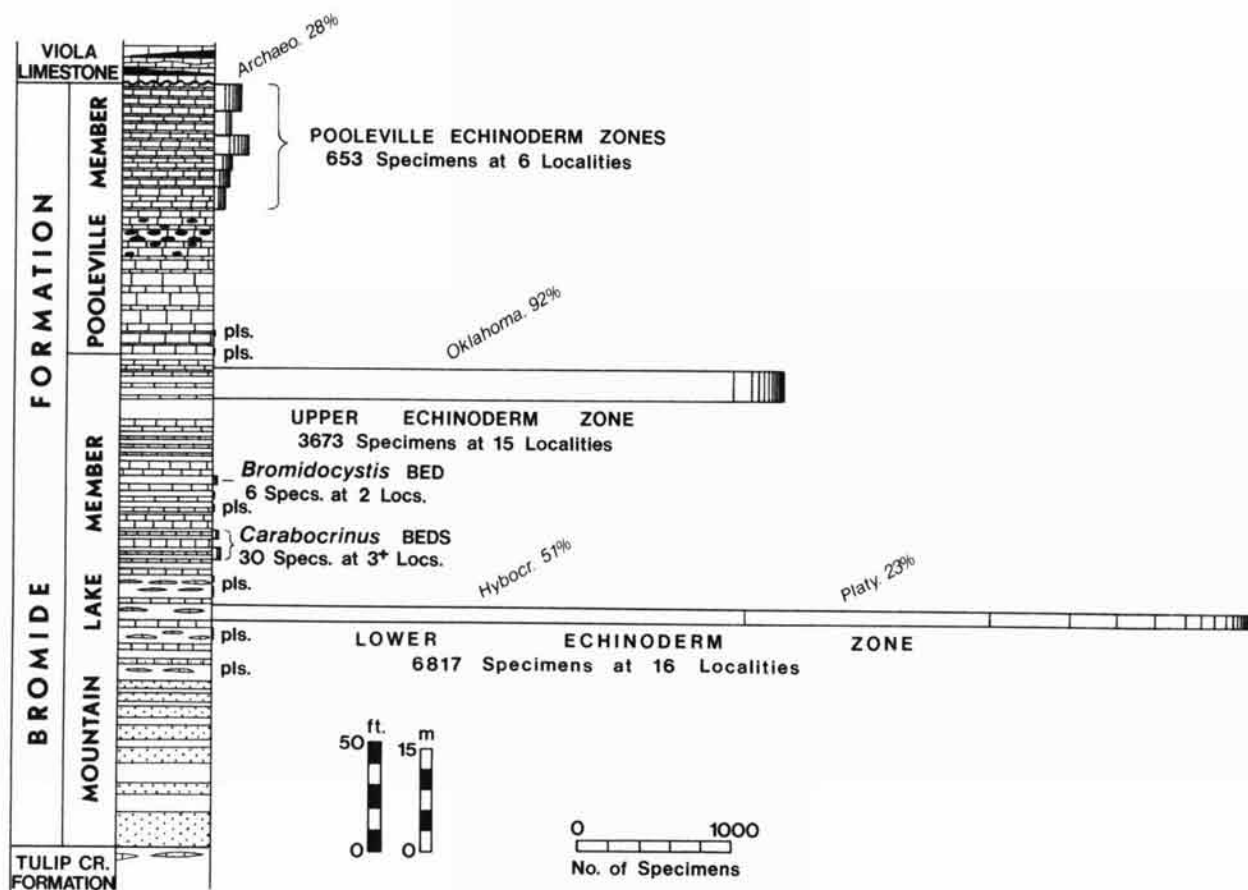 VIOLA
LIMESTONE
Archaeo. 28%
BROMIDE FORMATION
POOLEVILLE MEMBER
POOLEVILLE ECHINODERM ZONES
653 Specimens at 6 Localities
pls.
pls.
Oklahoma. 92%
UPPER ECHINODERM ZONE
3673 Specimens at 15 Localities
MOUNTAIN LAKE MEMBER
Bromidocystis BED
6 Specs. at 2 Locs.
pls.
Carabocrinus BEDS
30 Specs. at 3+ Locs.
pls.
Hybocr. 51%
Platy. 23%
LOWER ECHINODERM ZONE
6817 Specimens at 16 Localities
pls.
pls.
ft.
m
50
15
0
0
0 1000
No. of Specimens
TULIP CR.
FORMATION